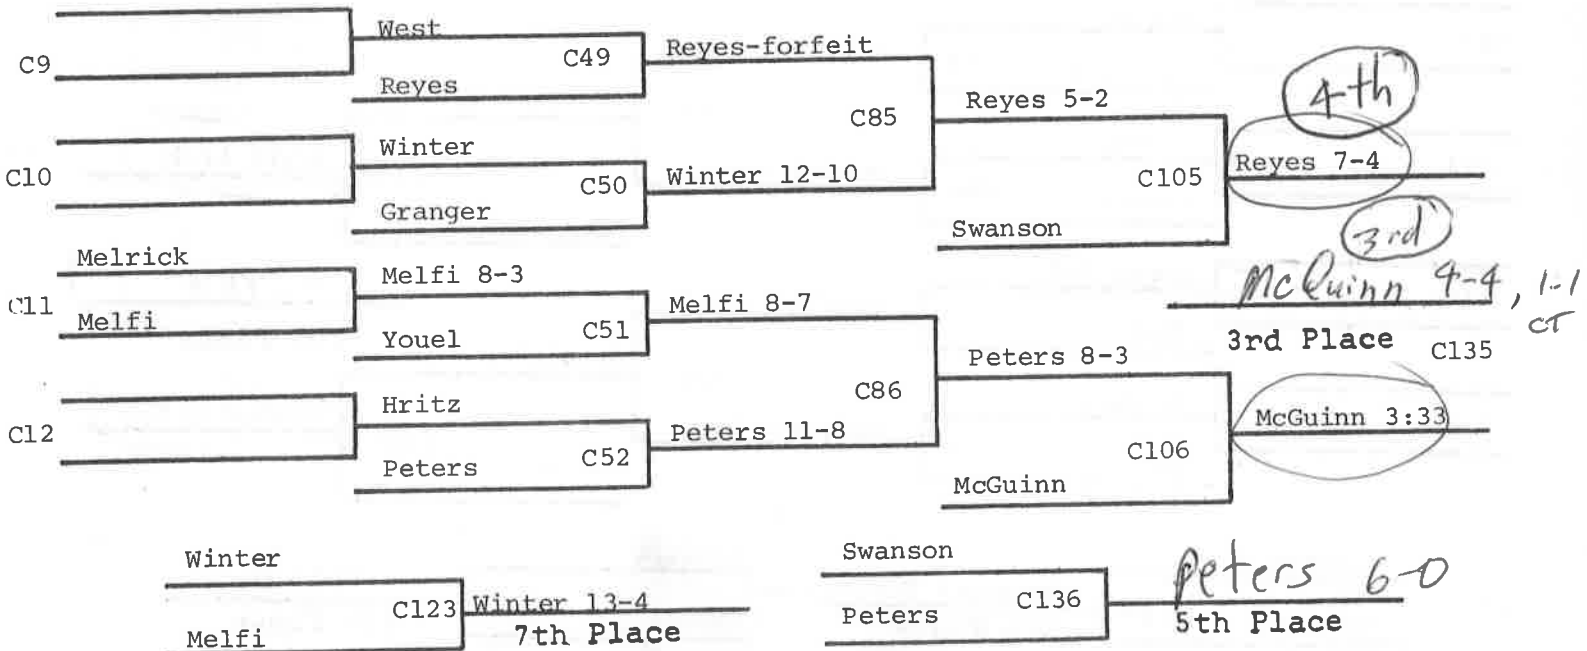 West
C9
C49
Reyes-forfeit
Reyes
4th
Reyes 5-2
C85
Winter
Reyes 7-4
C10
C50
Winter 12-10
C105
Granger
Swanson
3rd
Melrick
Melfi 8-3
McQuinn 4-4, 1-1
CT
C11
Melfi
Melfi 8-7
Youel
C51
3rd Place
C135
Peters 8-3
C86
Hritz
McGuinn 3:33
C12
Peters 11-8
Peters
C52
C106
McGuinn
Winter
C123
Winter 13-4
Melfi
7th Place
Swanson
Peters 6-0
C136
Peters
5th Place